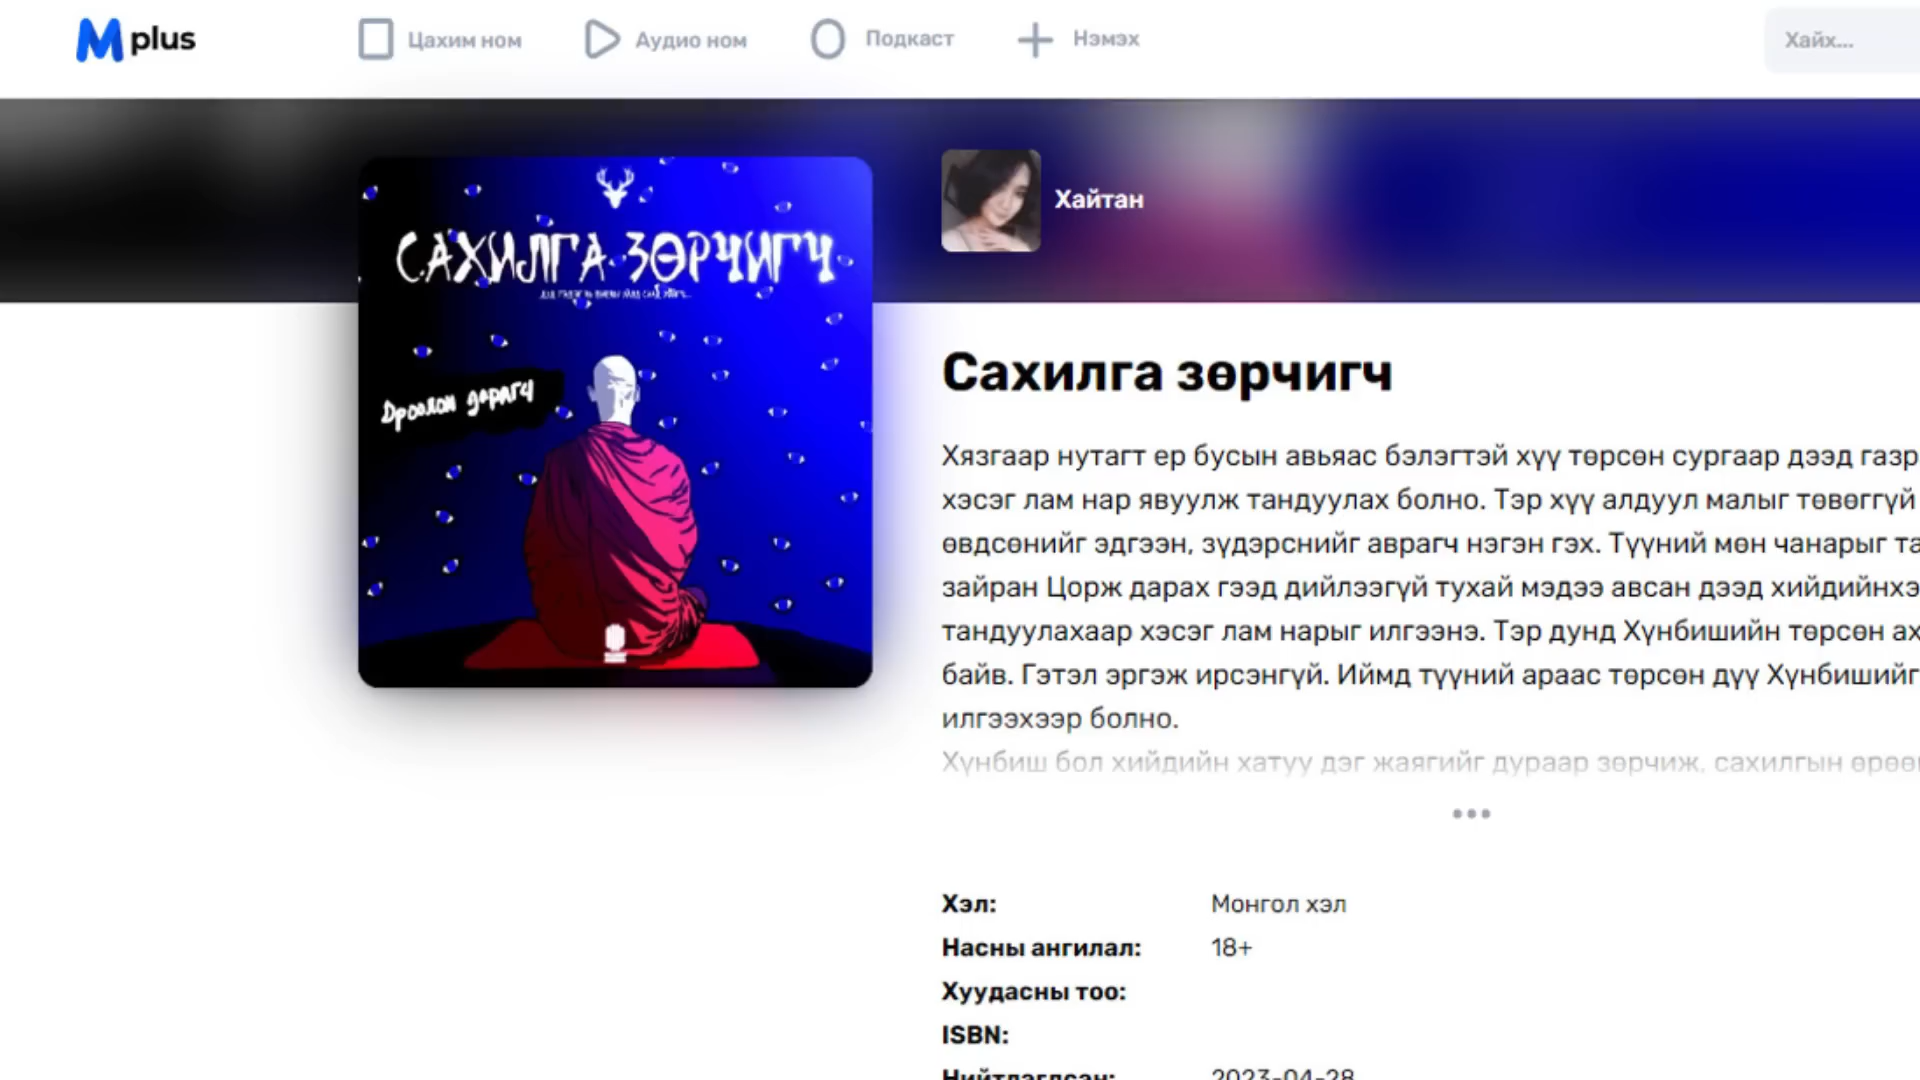 M plus
Цахим ном
Аудио ном
Подкаст
Нэмэх
Хайх...
Хайтан
САХИЛГА ЗӨРЧИГЧ
дарагч
Сахилга зөрчигч
Хязгаар нутагт ер бусын авьяас бэлэгтэй хүү төрсөн сургаар дээд газр
хэсэг лам нар явуулж тандуулах болно. Тэр хүү алдуул малыг төвөггүй
өвдсөнийг эдгээн, зүдэрснийг аврагч нэгэн гэх. Түүний мөн чанарыг та
зайран Цорж дарах гээд дийлээгүй тухай мэдээ авсан дээд хийдийнхэ
тандуулахаар хэсэг лам нарыг илгээнэ. Тэр дунд Хүнбишийн төрсөн ах
байв. Гэтэл эргэж ирсэнгүй. Иймд түүний араас төрсөн дүү Хүнбишийг
илгээхээр болно.
Хүнбиш бол хийдийн хатуу дэг жаягийг дураар зөрчиж, сахилгын өрөө
Хэл: Монгол хэл
Насны ангилал: 18+
Хуудасны тоо:
ISBN:
Нийтлэгдсэн: 2023-04-28